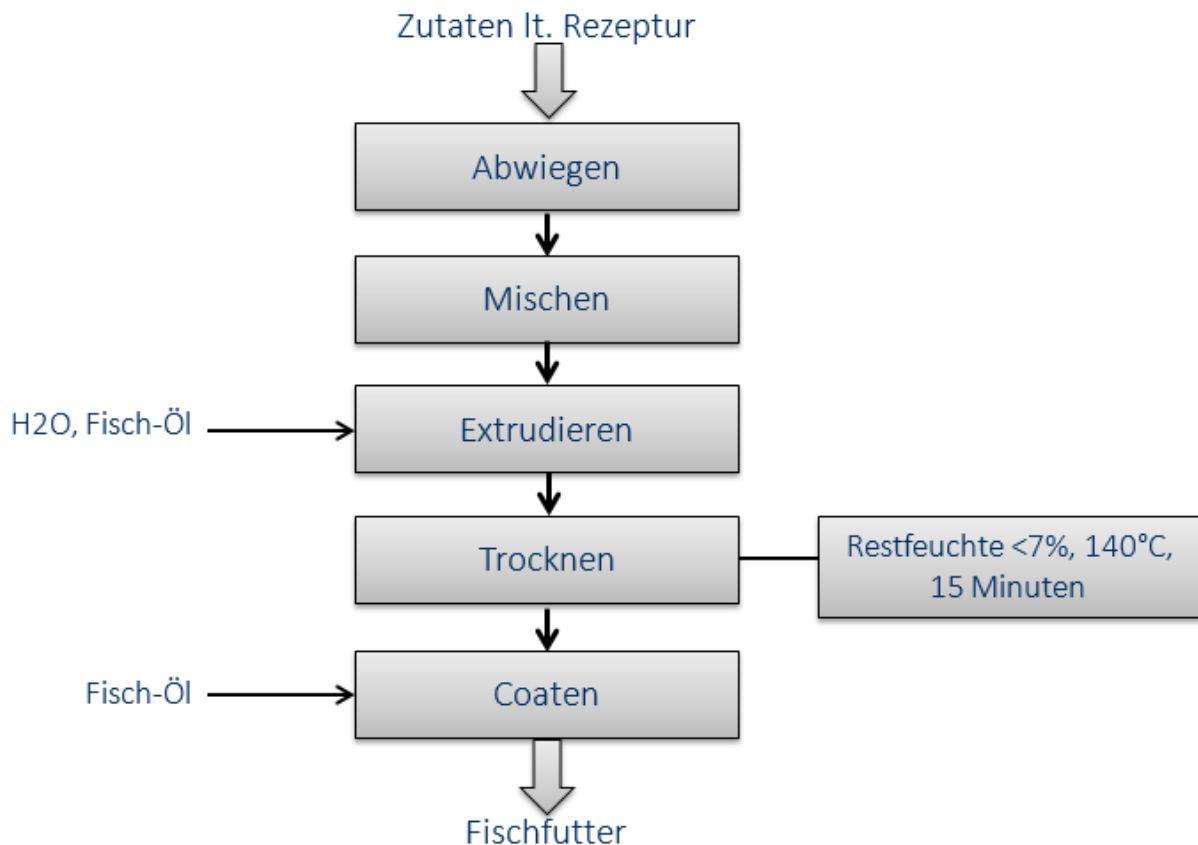 Zutaten lt. Rezeptur
Abwiegen
Mischen
H2O, Fisch-Öl
Extrudieren
Trocknen
Restfeuchte <7%, 140°C,
15 Minuten
Fisch-Öl
Coaten
Fischfutter